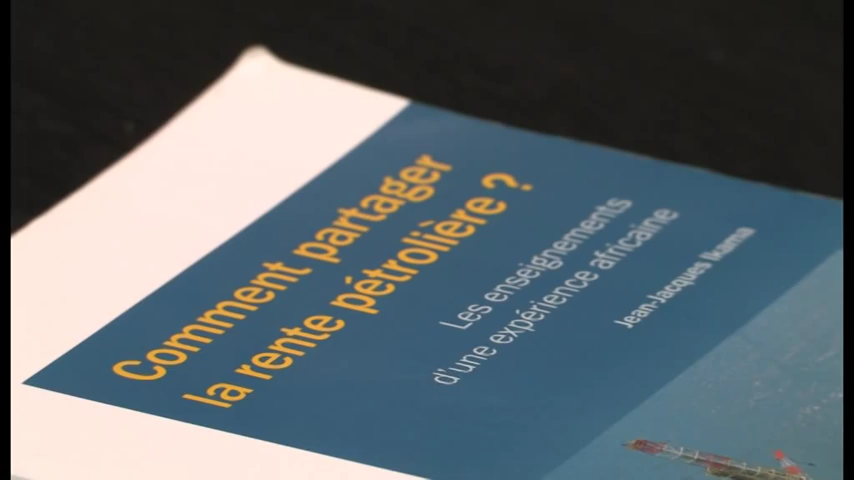 Comment partager
la rente pétrolière ?
Les enseignements
d'une expérience africaine
Jean-Jacques Ikama